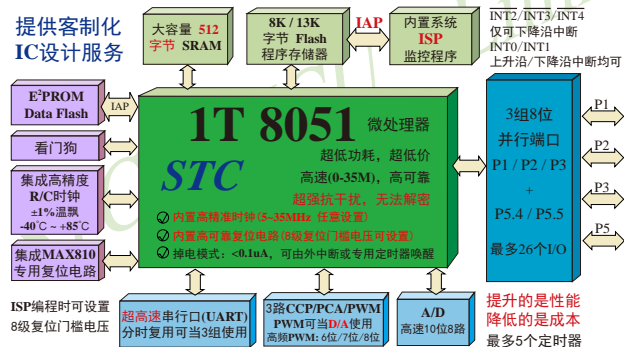 提供客制化
IC设计服务
大容量 512
字节 SRAM
8K / 13K
字节 Flash
程序存储器
IAP
内置系统
ISP
监控程序
INT2/INT3/INT4
仅可下降沿中断
INT0/INT1
上升沿/下降沿中断均可
E²PROM
Data Flash
IAP
看门狗
集成高精度
R/C时钟
±1%温飘
-40℃ ~ +85℃
集成MAX810
专用复位电路
1T 8051 微处理器
STC
超低功耗，超低价
高速(0-35M)，高可靠
超强抗干扰，无法解密
内置高精准时钟(5~35MHz 任意设置)
内置高可靠复位电路(8级复位门槛电压可设置)
掉电模式：<0.1uA，可由外中断或专用定时器唤醒
3组8位
并行端口
P1 / P2 / P3
+
P5.4 / P5.5
最多26个I/O
P1
P2
P3
P5
ISP编程时可设置
8级复位门槛电压
超高速串行口(UART)
分时复用可当3组使用
3路CCP/PCA/PWM
PWM可当D/A使用
高频PWM: 6位/7位/8位
A/D
高速10位8路
提升的是性能
降低的是成本
最多5个定时器